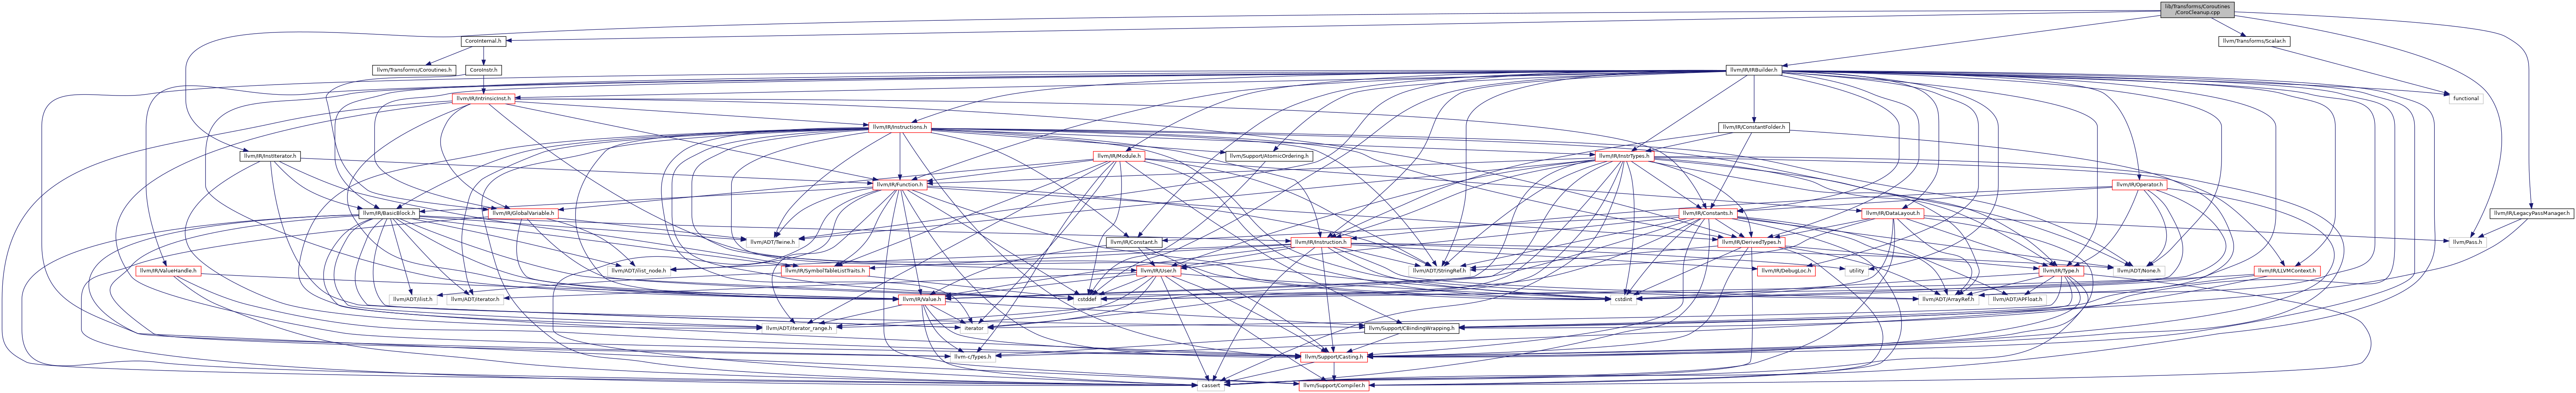 lib/Transforms/Coroutines
/CoroCleanup.cpp
CoroInternal.h
llvm/Transforms/Scalar.h
llvm/Transforms/Coroutines.h
CoroInstr.h
llvm/IR/IRBuilder.h
llvm/IR/IntrinsicInst.h
functional
llvm/IR/Instructions.h
llvm/IR/ConstantFolder.h
llvm/IR/InstIterator.h
llvm/IR/Module.h
llvm/Support/AtomicOrdering.h
llvm/IR/InstrTypes.h
llvm/IR/Function.h
llvm/IR/Operator.h
llvm/IR/BasicBlock.h
llvm/IR/GlobalVariable.h
llvm/IR/Constants.h
llvm/IR/DataLayout.h
llvm/IR/LegacyPassManager.h
llvm/ADT/Twine.h
llvm/IR/Constant.h
llvm/IR/Instruction.h
llvm/IR/DerivedTypes.h
llvm/Pass.h
llvm/IR/ValueHandle.h
llvm/ADT/ilist_node.h
llvm/IR/SymbolTableListTraits.h
llvm/IR/User.h
llvm/ADT/StringRef.h
llvm/IR/DebugLoc.h
utility
llvm/IR/Type.h
llvm/ADT/None.h
llvm/IR/LLVMContext.h
llvm/ADT/ilist.h
llvm/ADT/iterator.h
llvm/IR/Value.h
cstddef
cstdint
llvm/ADT/ArrayRef.h
llvm/ADT/APFloat.h
llvm/ADT/iterator_range.h
iterator
llvm/Support/CBindingWrapping.h
llvm-c/Types.h
llvm/Support/Casting.h
cassert
llvm/Support/Compiler.h